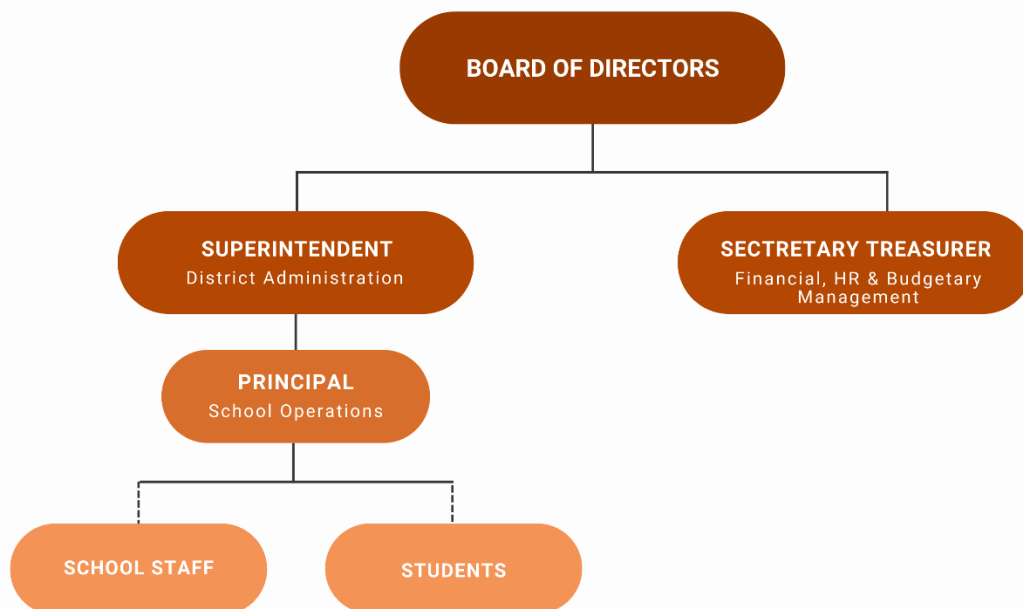 BOARD OF DIRECTORS
SUPERINTENDENT
District Administration
SECTRETARY TREASURER
Financial, HR & Budgetary
Management
PRINCIPAL
School Operations
SCHOOL STAFF
STUDENTS